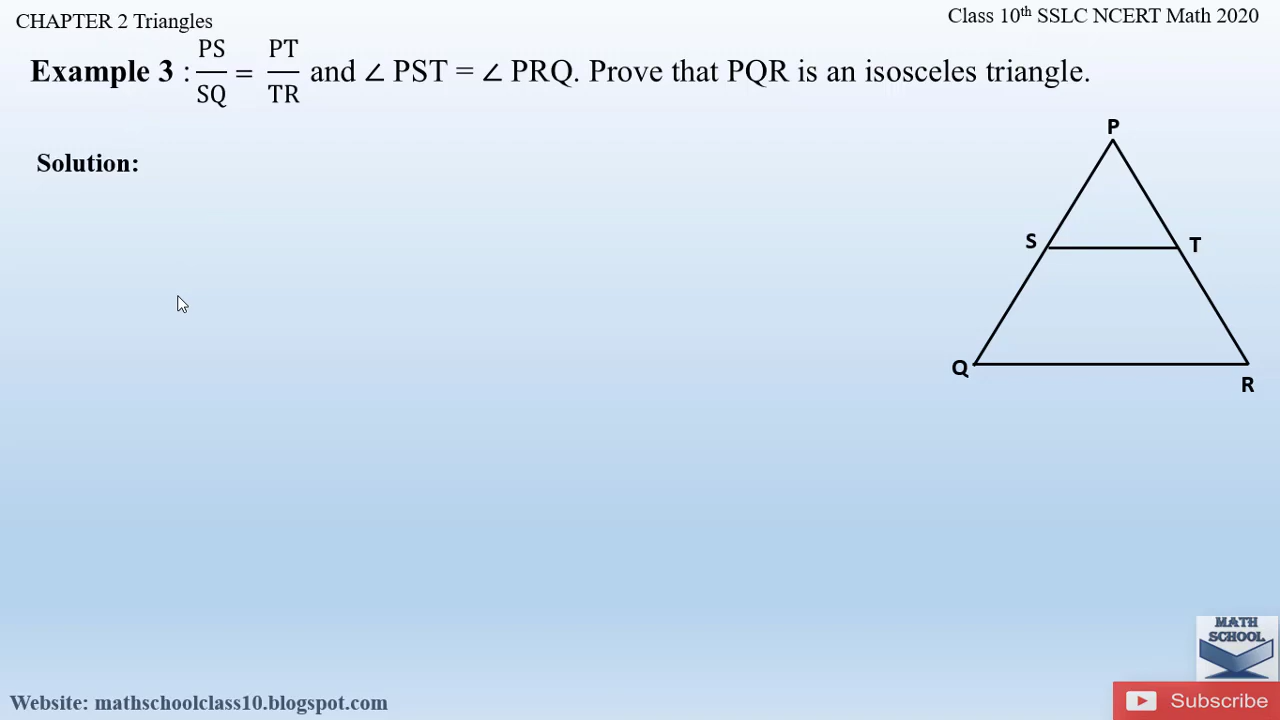 CHAPTER 2 Triangles
Class 10th SSLC NCERT Math 2020
Example 3 : PS/SQ = PT/TR and ∠ PST = ∠ PRQ. Prove that PQR is an isosceles triangle.
Solution:
P
S
T
Q
R
MATH
SCHOOL
Website: mathschoolclass10.blogspot.com
Subscribe